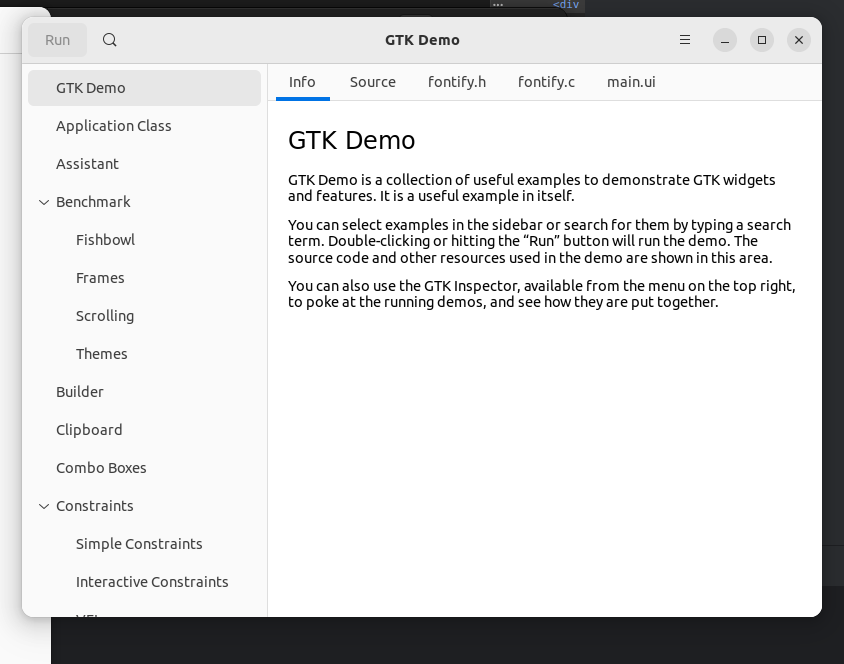 <div
Run
GTK Demo
GTK Demo
Application Class
Assistant
Benchmark
Fishbowl
Frames
Scrolling
Themes
Builder
Clipboard
Combo Boxes
Constraints
Simple Constraints
Interactive Constraints
Info Source fontify.h fontify.c main.ui
GTK Demo
GTK Demo is a collection of useful examples to demonstrate GTK widgets
and features. It is a useful example in itself.
You can select examples in the sidebar or search for them by typing a search
term. Double-clicking or hitting the “Run” button will run the demo. The
source code and other resources used in the demo are shown in this area.
You can also use the GTK Inspector, available from the menu on the top right,
to poke at the running demos, and see how they are put together.